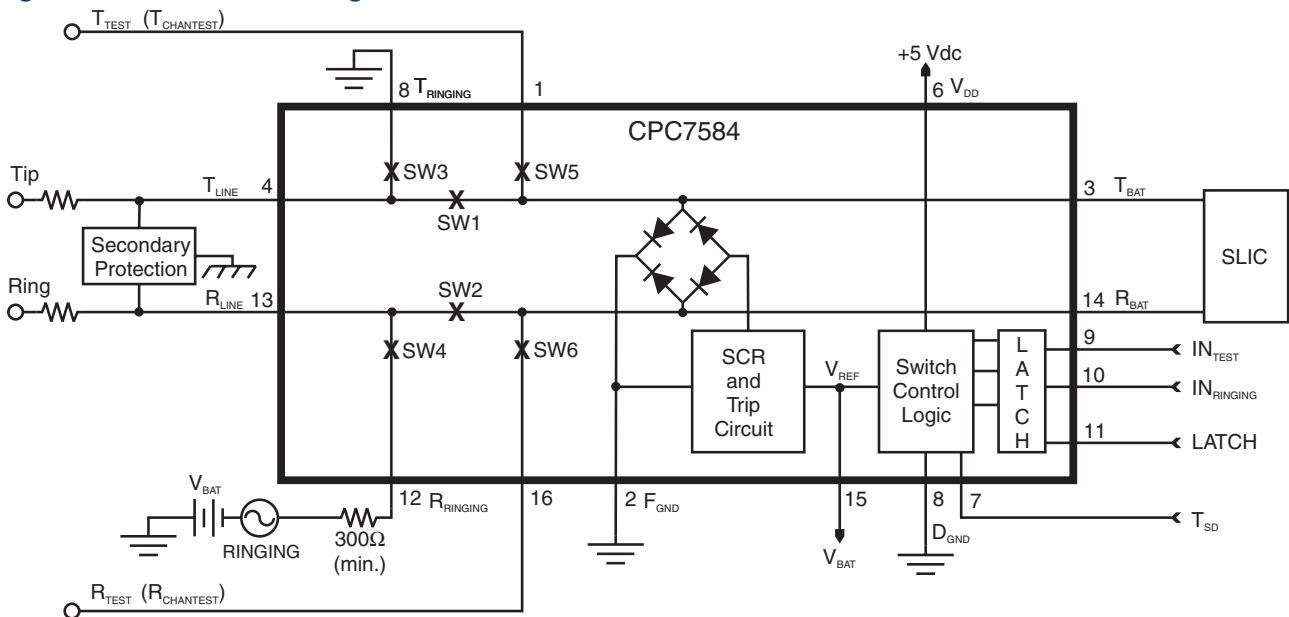 T_TEST (T_CHANTEST)
+5 Vdc
8 T_RINGING
1
6 V_DD
CPC7584
Tip
T_LINE 4
SW3
SW5
SW1
3 T_BAT
Secondary
Protection
SLIC
Ring
R_LINE 13
SW2
14 R_BAT
SW4
SW6
SCR
and
Trip
Circuit
V_REF
Switch
Control
Logic
L
A
T
C
H
9 IN_TEST
10 IN_RINGING
11 LATCH
V_BAT
RINGING
300Ω
(min.)
12 R_RINGING
16
2 F_GND
15
V_BAT
8
D_GND
7
T_SD
R_TEST (R_CHANTEST)